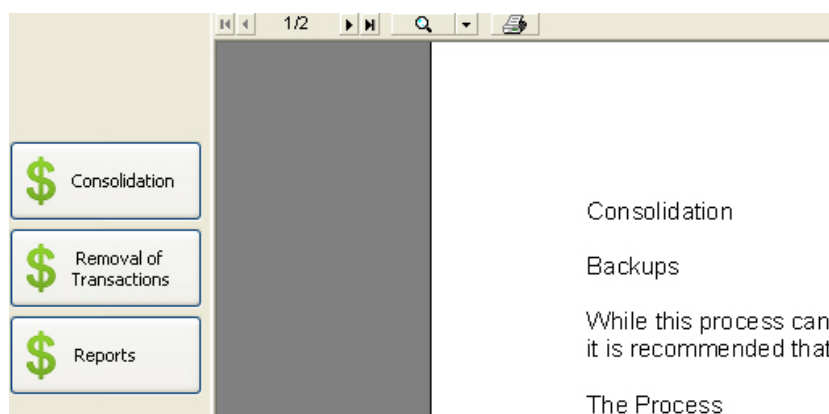 1/2
Consolidation
Removal of
Transactions
Reports
Consolidation
Backups
While this process can
it is recommended that
The Process